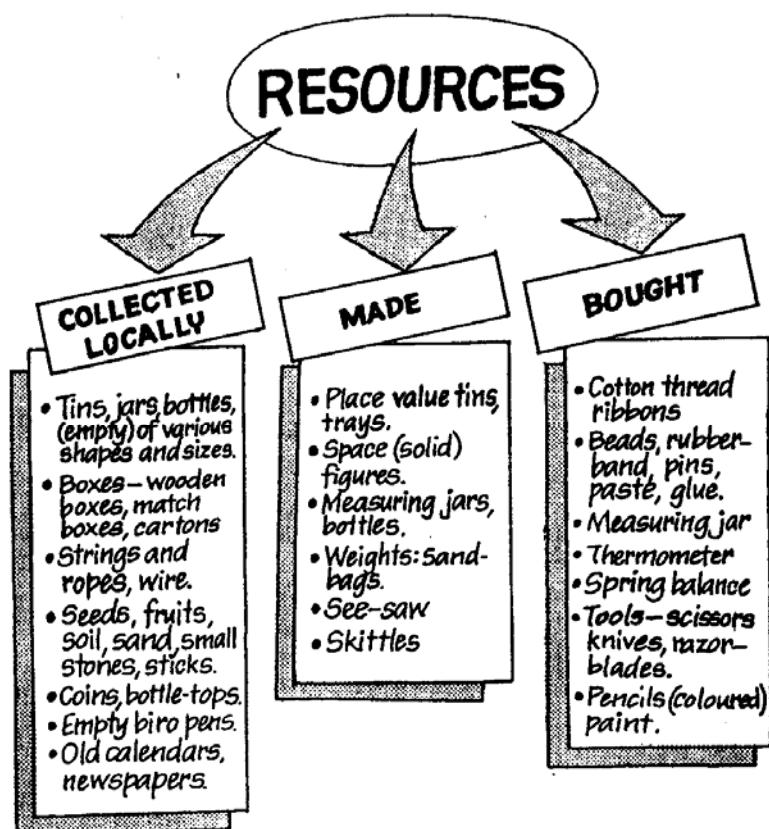 RESOURCES
COLLECTED
LOCALLY
• Tins, jars, bottles,
(empty) of various
shapes and sizes.
• Boxes – wooden
boxes, match
boxes, cartons
• Strings and
ropes, wire.
• Seeds, fruits,
soil, sand, small
stones, sticks.
• Coins, bottle-tops.
• Empty biro pens.
• Old calendars,
newspapers.
MADE
• Place value tins,
trays.
• Space (solid)
figures.
• Measuring jars,
bottles.
• Weights: sand-
bags.
• See-saw
• Skittles
BOUGHT
• Cotton thread
ribbons
• Beads, rubber-
band, pins,
paste, glue.
• Measuring jar
• Thermometer
• Spring balance
• Tools – scissors
knives, razor-
blades.
• Pencils (coloured)
paint.